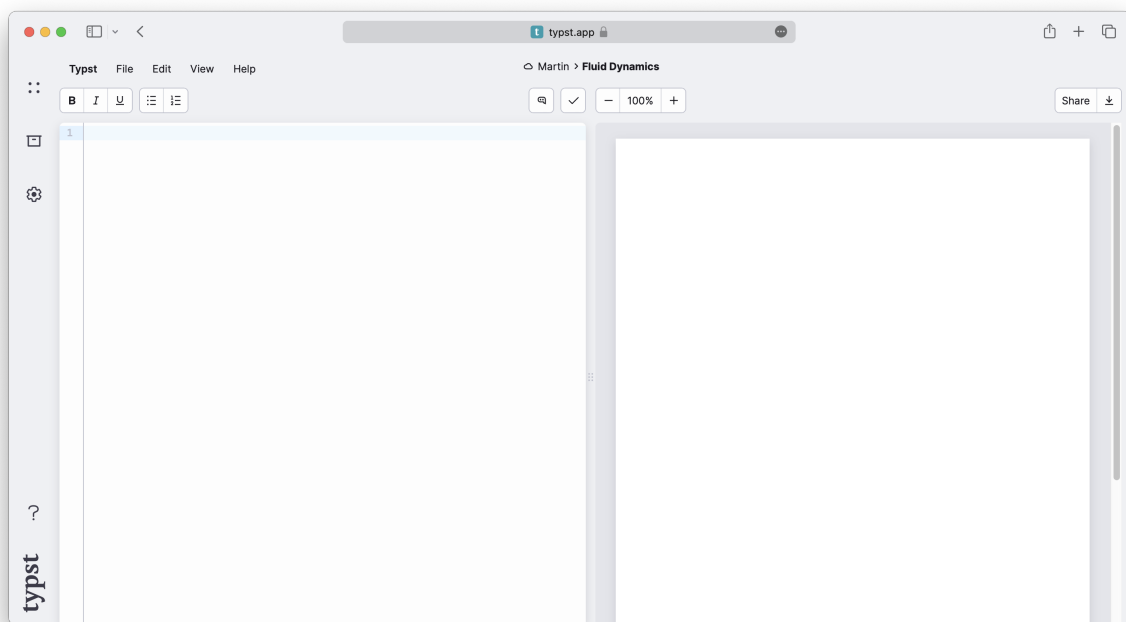 typst.app
Typst File Edit View Help
Martin > Fluid Dynamics
B I U
100%
Share
1
?
typst